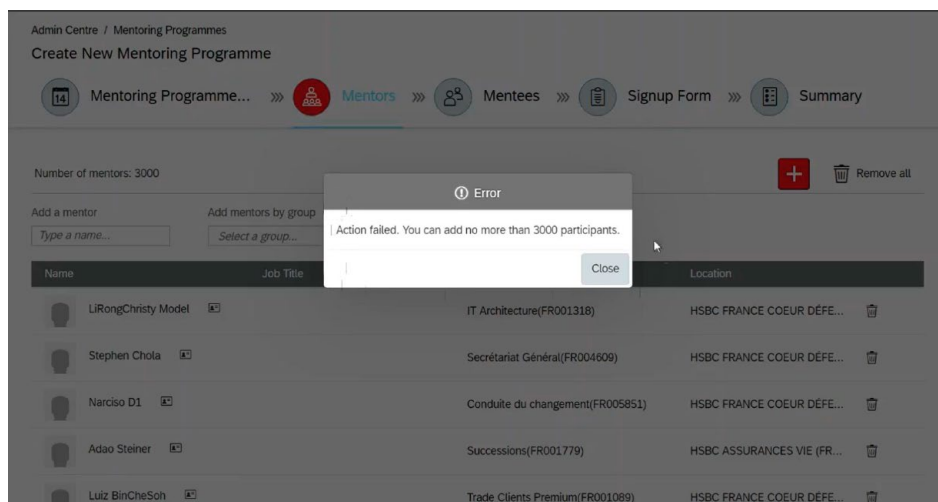 Admin Centre / Mentoring Programmes
Create New Mentoring Programme
14 Mentoring Programme... Mentors Mentees Signup Form Summary
Number of mentors: 3000 Remove all
Add a mentor Add mentors by group
Type a name... Select a group...
Error
Action failed. You can add no more than 3000 participants.
Close
Name Job Title Location
LiRongChristy Model IT Architecture(FR001318) HSBC FRANCE COEUR DÉFE...
Stephen Chola Secrétariat Général(FR004609) HSBC FRANCE COEUR DÉFE...
Narciso D1 Conduite du changement(FR005851) HSBC FRANCE COEUR DÉFE...
Adao Steiner Successions(FR001779) HSBC ASSURANCES VIE (FR...
Luiz BinCheSoh Trade Clients Premium(FR001089) HSBC FRANCE COEUR DÉFE...